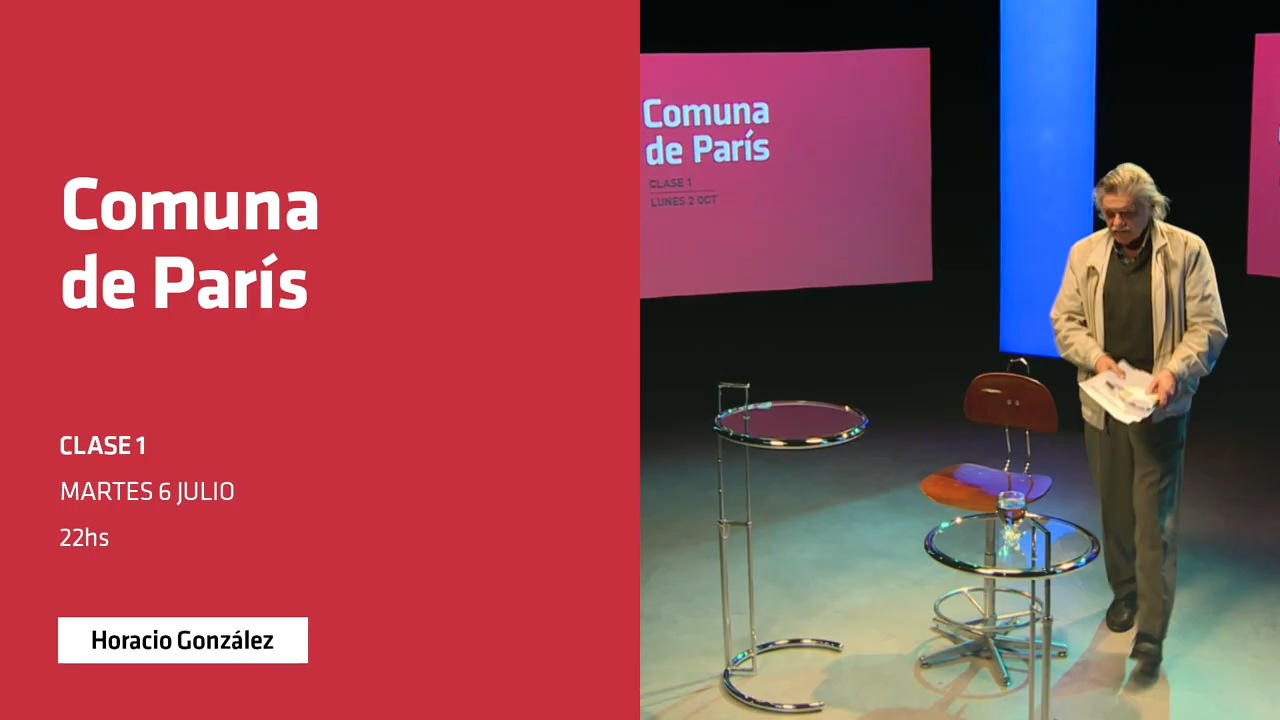 Comuna
de París
CLASE 1
MARTES 6 JULIO
22hs
Horacio González
Comuna
de París
CLASE 1
LUNES 2 OCT